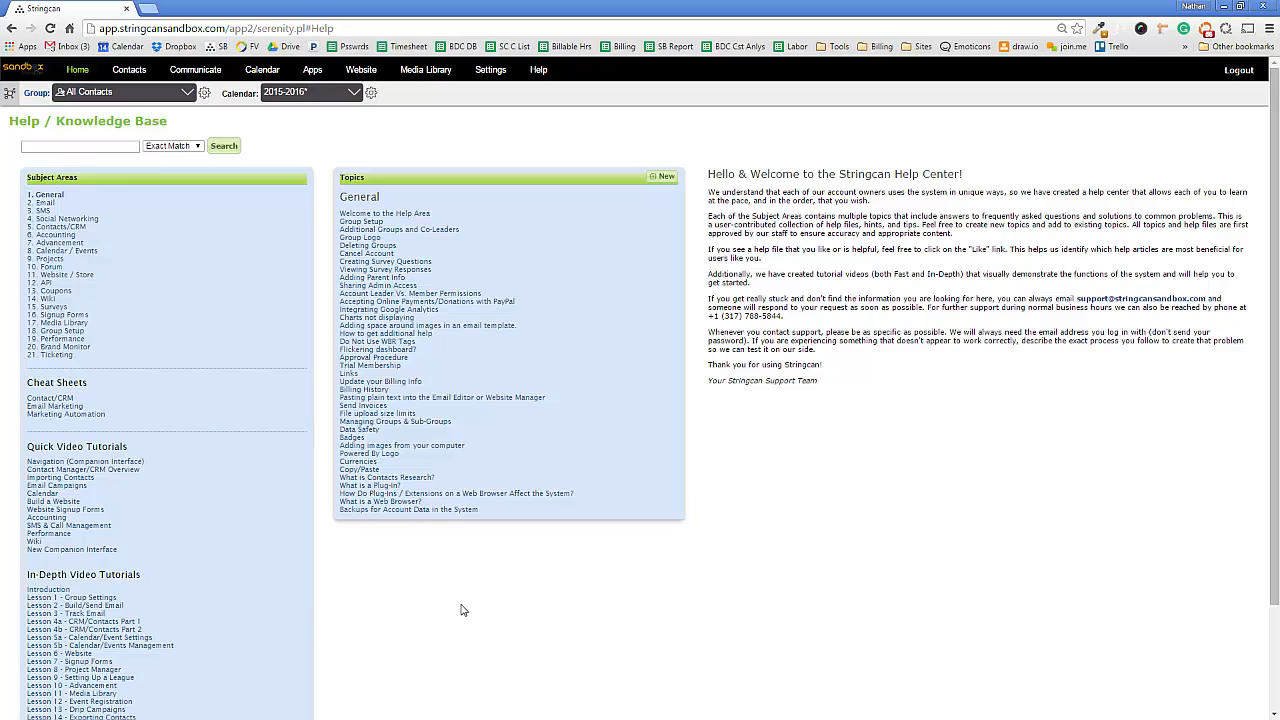 Stringcan
Nathan
app.stringcansandbox.com/app2/serenity.pl#Help
Apps
Inbox (3)
Calendar
Dropbox
SB
FV
Drive
Psswrds
Timesheet
BDC DB
SC C List
Billable Hrs
Billing
SB Report
BDC Cst Anlys
Labor
Tools
Billing
Sites
Emoticons
draw.io
join.me
Trello
»
Other bookmarks
sandbox
Home
Contacts
Communicate
Calendar
Apps
Website
Media Library
Settings
Help
Logout
Group:
All Contacts
Calendar:
2015-2016*
Help / Knowledge Base
Exact Match
Search
Subject Areas
1. General
2. Email
3. SMS
4. Social Networking
5. Contacts/CRM
6. Accounting
7. Advancement
8. Calendar / Events
9. Projects
10. Forum
11. Website / Store
12. API
13. Coupons
14. Wiki
15. Surveys
16. Signup Forms
17. Media Library
18. Group Setup
19. Performance
20. Brand Monitor
21. Ticketing
Cheat Sheets
Contact/CRM
Email Marketing
Marketing Automation
Quick Video Tutorials
Navigation (Companion Interface)
Contact Manager/CRM Overview
Importing Contacts
Email Campaigns
Calendar
Build a Website
Website Signup Forms
Accounting
SMS & Call Management
Performance
Wiki
New Companion Interface
In-Depth Video Tutorials
Introduction
Lesson 1 - Group Settings
Lesson 2 - Build/Send Email
Lesson 3 - Track Email
Lesson 4a - CRM/Contacts Part 1
Lesson 4b - CRM/Contacts Part 2
Lesson 5a - Calendar/Event Settings
Lesson 5b - Calendar/Events Management
Lesson 6 - Website
Lesson 7 - Signup Forms
Lesson 8 - Project Manager
Lesson 9 - Setting Up a League
Lesson 10 - Advancement
Lesson 11 - Media Library
Lesson 12 - Event Registration
Lesson 13 - Drip Campaigns
Lesson 14 - Exporting Contacts
Topics
New
General
Welcome to the Help Area
Group Setup
Additional Groups and Co-Leaders
Group Logo
Deleting Groups
Cancel Account
Creating Survey Questions
Viewing Survey Responses
Adding Parent Info
Sharing Admin Access
Account Leader Vs. Member Permissions
Accepting Online Payments/Donations with PayPal
Integrating Google Analytics
Charts not displaying
Adding space around images in an email template.
How to get additional help
Do Not Use WBR Tags
Flickering dashboard?
Approval Procedure
Trial Membership
Links
Update your Billing Info
Billing History
Pasting plain text into the Email Editor or Website Manager
Send Invoices
File upload size limits
Managing Groups & Sub-Groups
Data Safety
Badges
Adding images from your computer
Powered By Logo
Currencies
Copy/Paste
What is Contacts Research?
What is a Plug-In?
How Do Plug-Ins / Extensions on a Web Browser Affect the System?
What is a Web Browser?
Backups for Account Data in the System
Hello & Welcome to the Stringcan Help Center!
We understand that each of our account owners uses the system in unique ways, so we have created a help center that allows each of you to learn
at the pace, and in the order, that you wish.
Each of the Subject Areas contains multiple topics that include answers to frequently asked questions and solutions to common problems. This is
a user-contributed collection of help files, hints, and tips. Feel free to create new topics and add to existing topics. All topics and help files are first
approved by our staff to ensure accuracy and appropriate content.
If you see a help file that you like or is helpful, feel free to click on the "Like" link. This helps us identify which help articles are most beneficial for
users like you.
Additionally, we have created tutorial videos (both Fast and In-Depth) that visually demonstrate the functions of the system and will help you to
get started.
If you get really stuck and don't find the information you are looking for here, you can always email support@stringcansandbox.com and
someone will respond to your request as soon as possible. For further support during normal business hours we can also be reached by phone at
+1 (317) 788-5844.
Whenever you contact support, please be as specific as possible. We will always need the email address you log in with (don't send your
password). If you are experiencing something that doesn't appear to work correctly, describe the exact process you follow to create that problem
so we can test it on our side.
Thank you for using Stringcan!
Your Stringcan Support Team